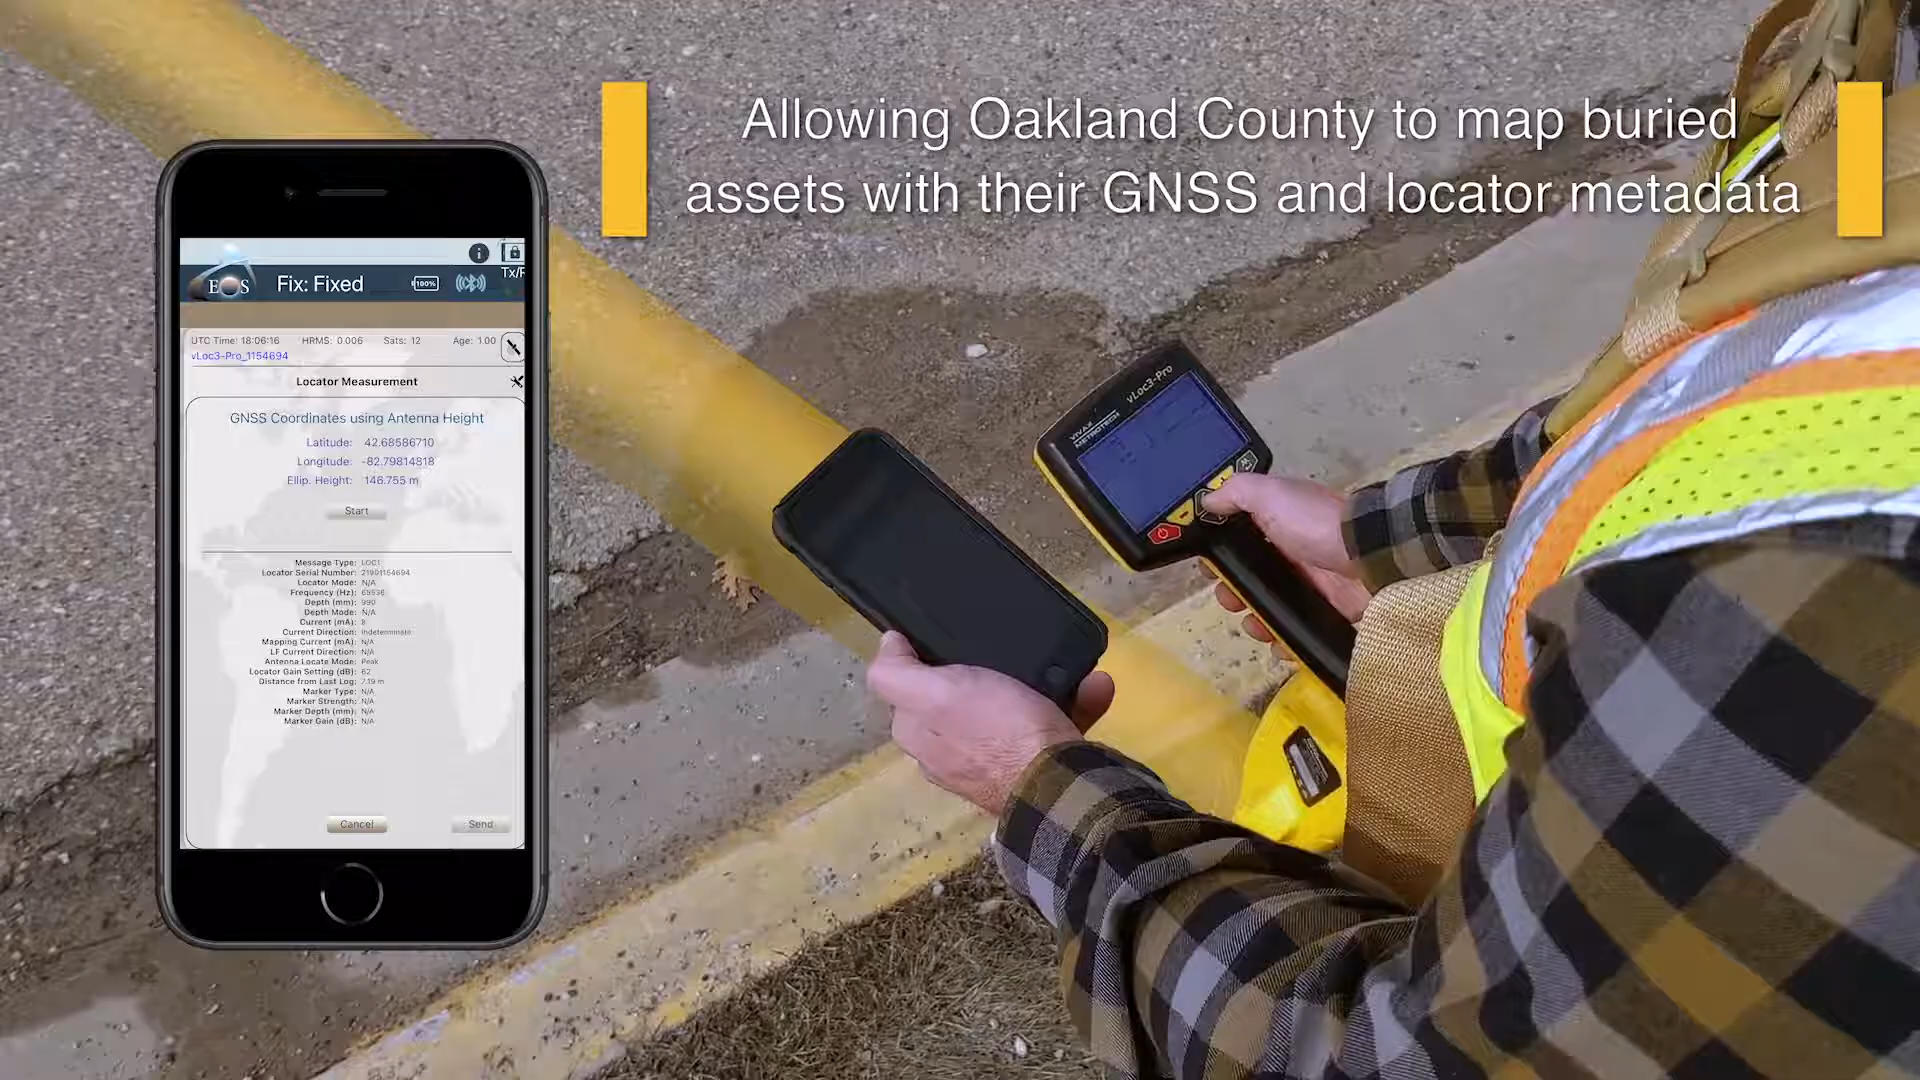 Allowing Oakland County to map buried
assets with their GNSS and locator metadata
EOS
Fix: Fixed
100%
UTC Time: 18:06:16 HRMS: 0.006 Sats: 12 Age: 1.00
vLoc3-Pro_1154694
Locator Measurement
GNSS Coordinates using Antenna Height
Latitude: 42.68586710
Longitude: -82.79814818
Ellip. Height: 146.755 m
Start
Message Type: LOC1
Locator Serial Number: 21901154694
Locator Mode: N/A
Frequency (Hz): 65536
Depth (mm): 990
Depth Mode: N/A
Current (mA): 8
Current Direction: Indeterminate
Mapping Current (mA): N/A
LF Current Direction: N/A
Antenna Locate Mode: Peak
Locator Gain Setting (dB): 62
Distance from Last Log: 7.19 m
Marker Type: N/A
Marker Strength: N/A
Marker Depth (mm): N/A
Marker Gain (dB): N/A
Cancel Send
VIVAX
METROTECH
vLoc3-Pro